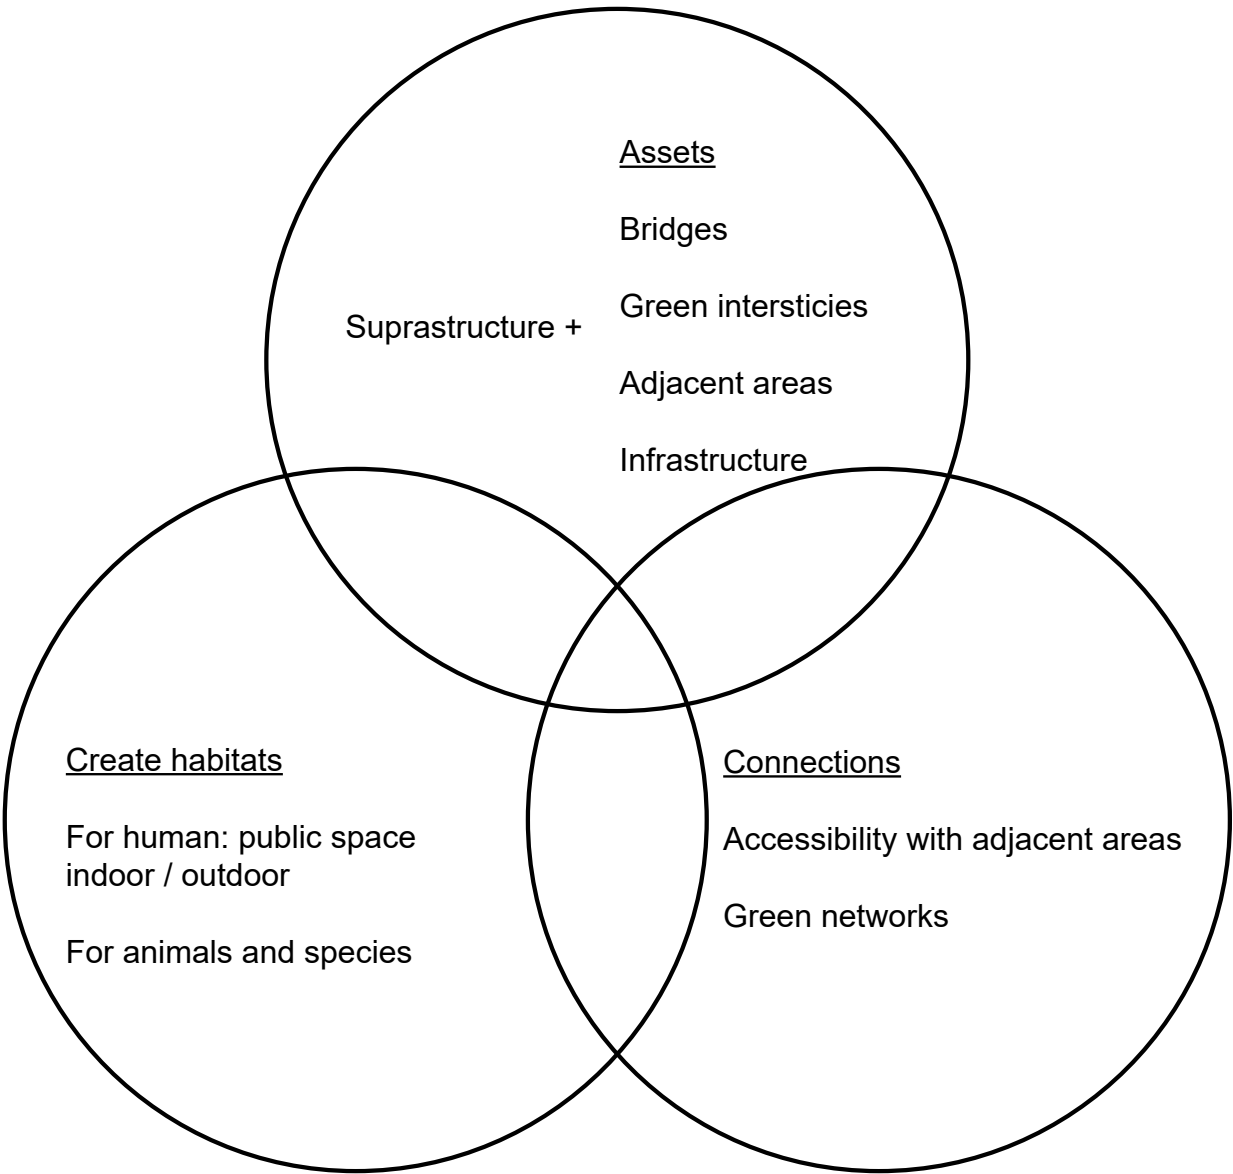 Assets
Bridges
Green intersticies
Suprastructure +
Adjacent areas
Infrastructure
Create habitats
For human: public space
indoor / outdoor
For animals and species
Connections
Accessibility with adjacent areas
Green networks